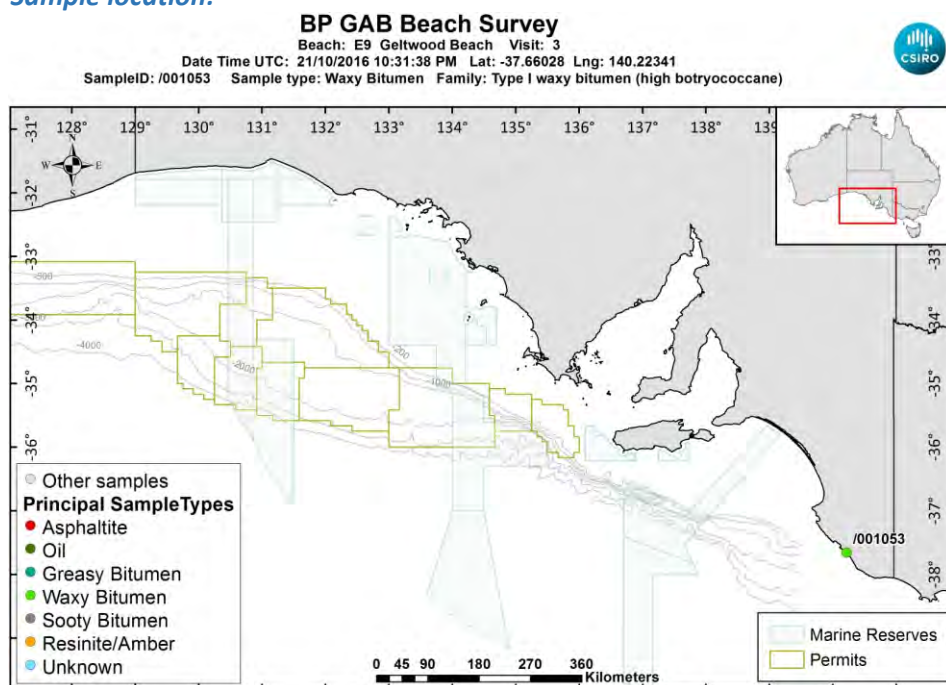 Sample location:
BP GAB Beach Survey
Beach: E9 Geltwood Beach Visit: 3
Date Time UTC: 21/10/2016 10:31:38 PM Lat: -37.66028 Lng: 140.22341
SampleID: /001053 Sample type: Waxy Bitumen Family: Type I waxy bitumen (high botryococcane)
CSIRO
128° 129° 130° 131° 132° 133° 134° 135° 136° 137° 138° 139°
-31°
-32°
-33°
-34°
-35°
-36°
-37°
-38°
N
W E
S
-31°
-33°
-34°
-35°
-36°
-37°
-38°
-4000
-2000
-200
-1000
/001053
Other samples
Principal SampleTypes
Asphaltite
Oil
Greasy Bitumen
Waxy Bitumen
Sooty Bitumen
Resinite/Amber
Unknown
0 45 90 180 270 360
Kilometers
Marine Reserves
Permits